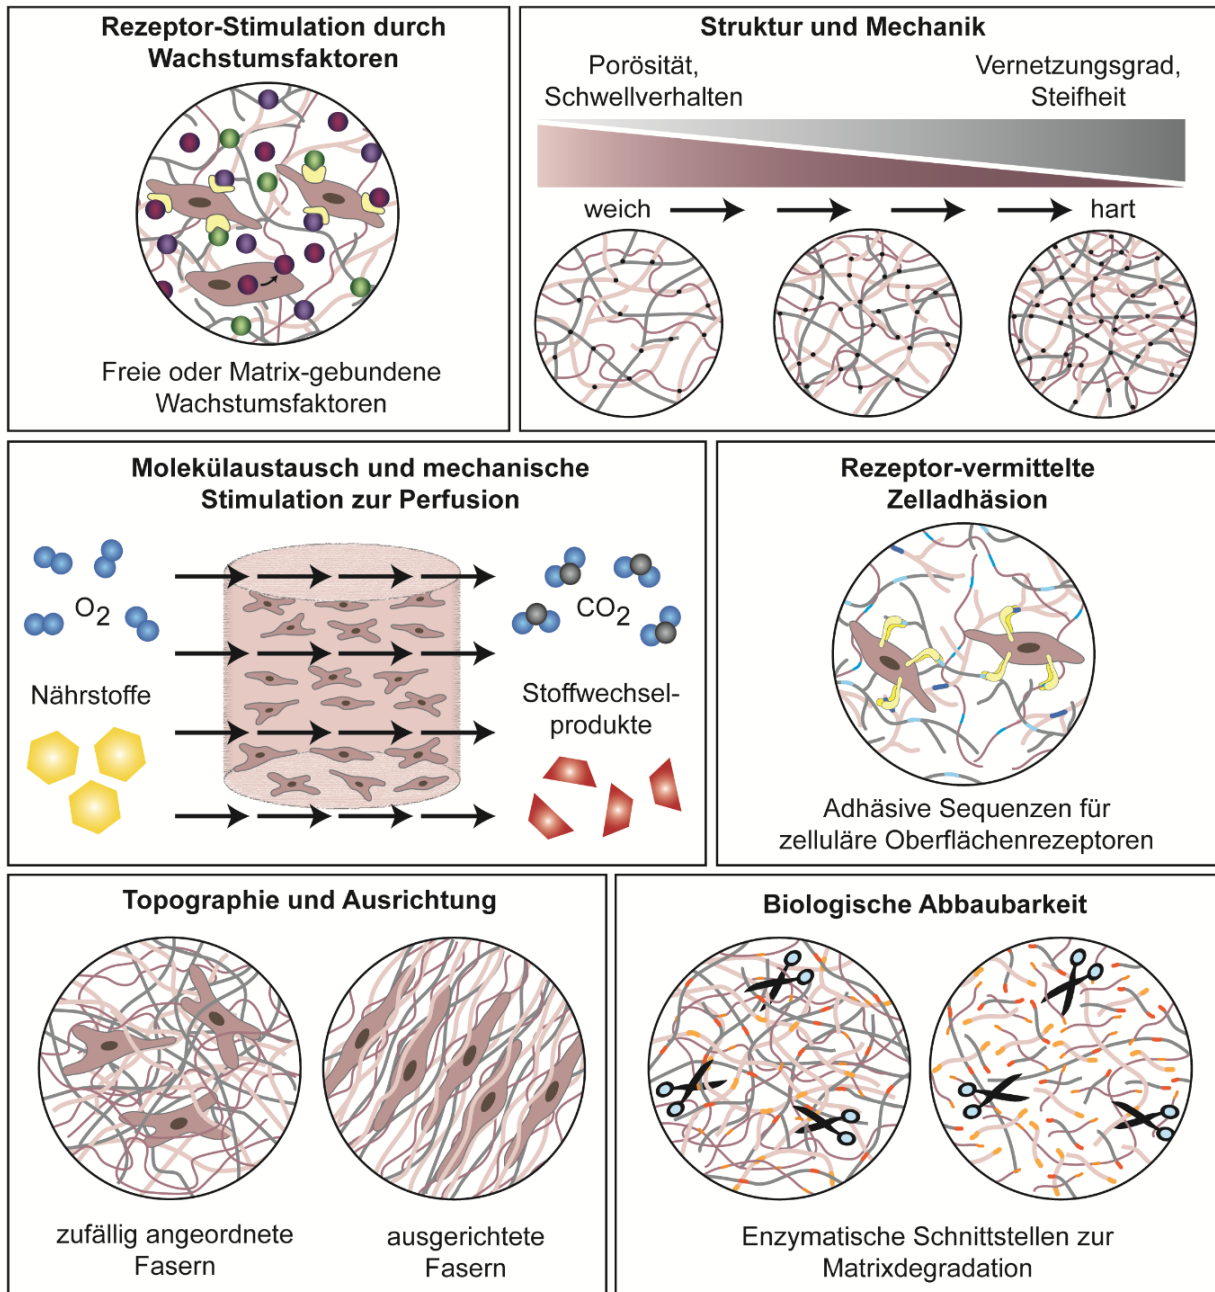 Rezeptor-Stimulation durch
Wachstumsfaktoren
Freie oder Matrix-gebundene
Wachstumsfaktoren
Struktur und Mechanik
Porösität,
Schwellverhalten
Vernetzungsgrad,
Steifheit
weich
hart
Molekülaustausch und mechanische
Stimulation zur Perfusion
O2
CO2
Nährstoffe
Stoffwechsel-
produkte
Rezeptor-vermittelte
Zelladhäsion
Adhäsive Sequenzen für
zelluläre Oberflächenrezeptoren
Topographie und Ausrichtung
zufällig angeordnete
Fasern
ausgerichtete
Fasern
Biologische Abbaubarkeit
Enzymatische Schnittstellen zur
Matrixdegradation